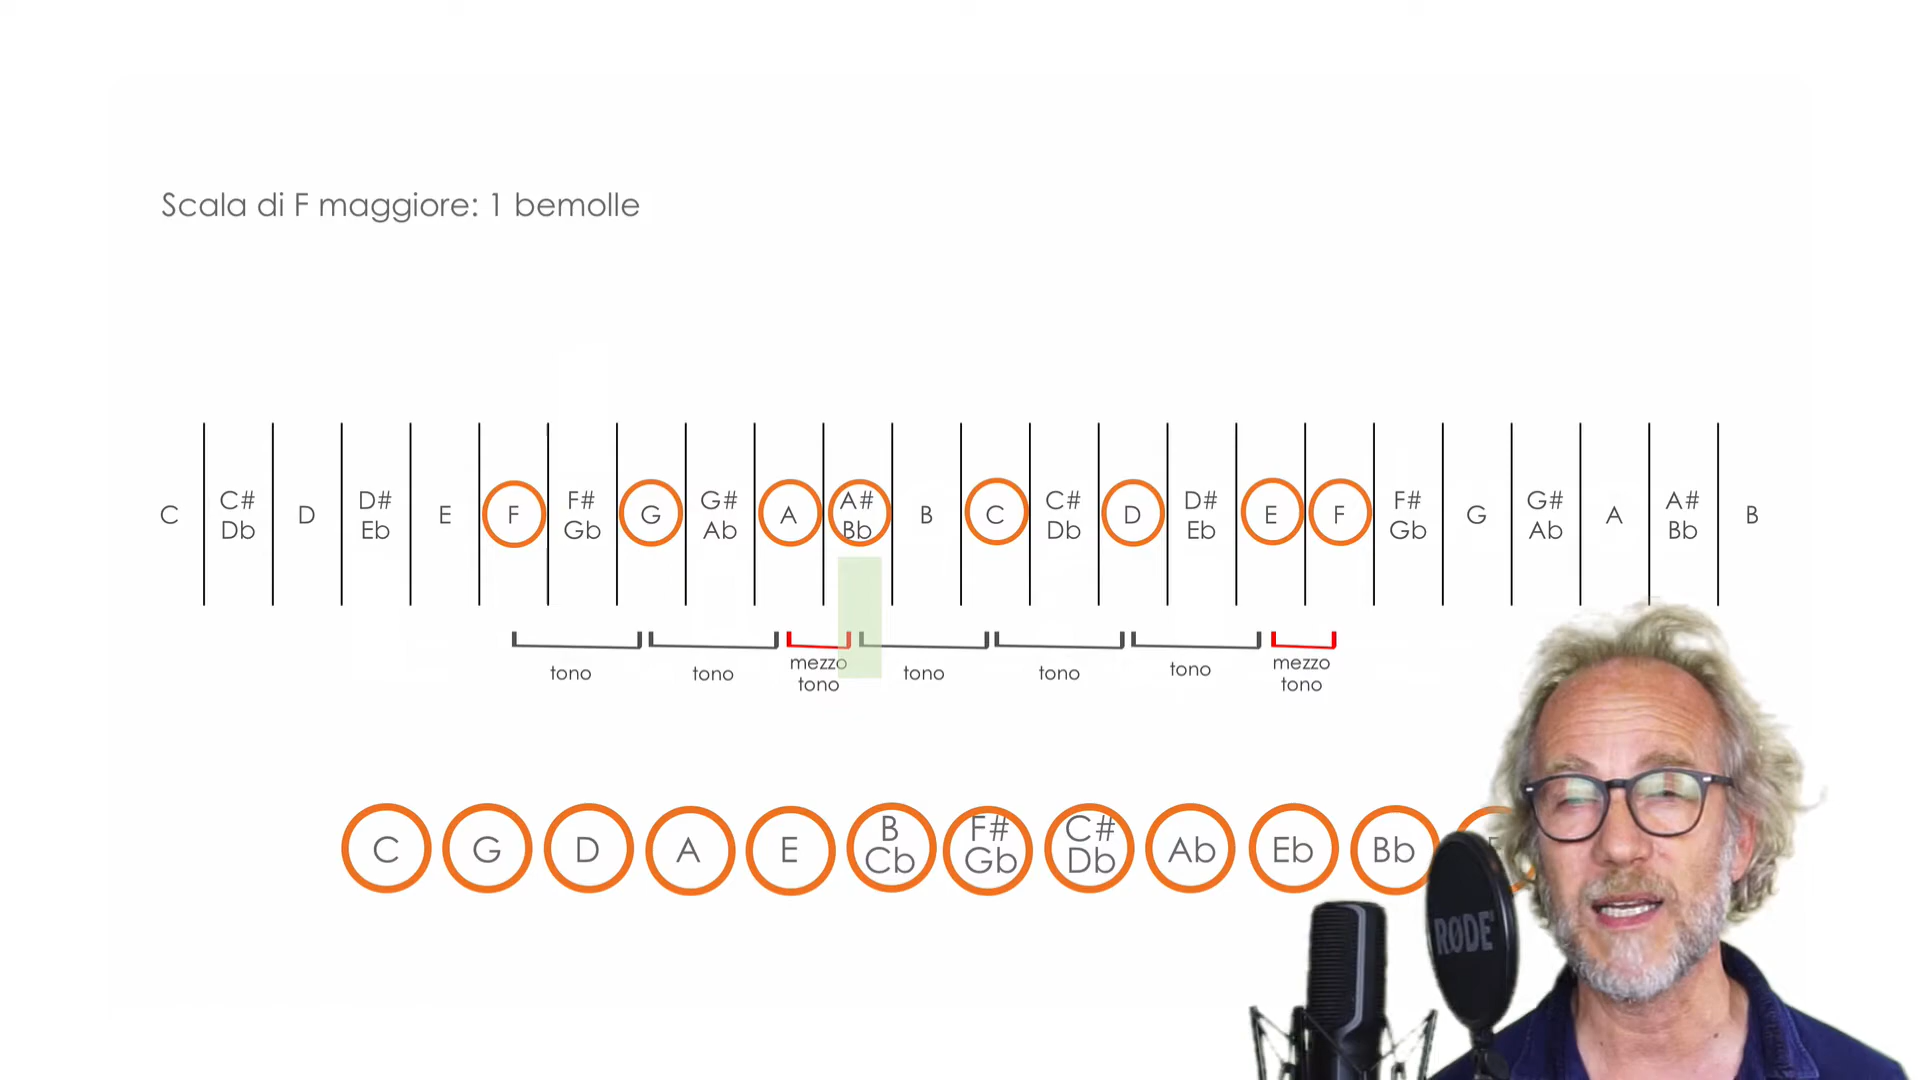 Scala di F maggiore: 1 bemolle
C C# D D# E F F# G G# A A# B C C# D D# E F F# G G# A A# B
Db Eb Gb Ab Bb Db Eb Gb Ab Bb
tono tono mezzo tono tono tono tono mezzo tono
C G D A E B Cb F# Gb C# Db Ab Eb Bb
RØDE